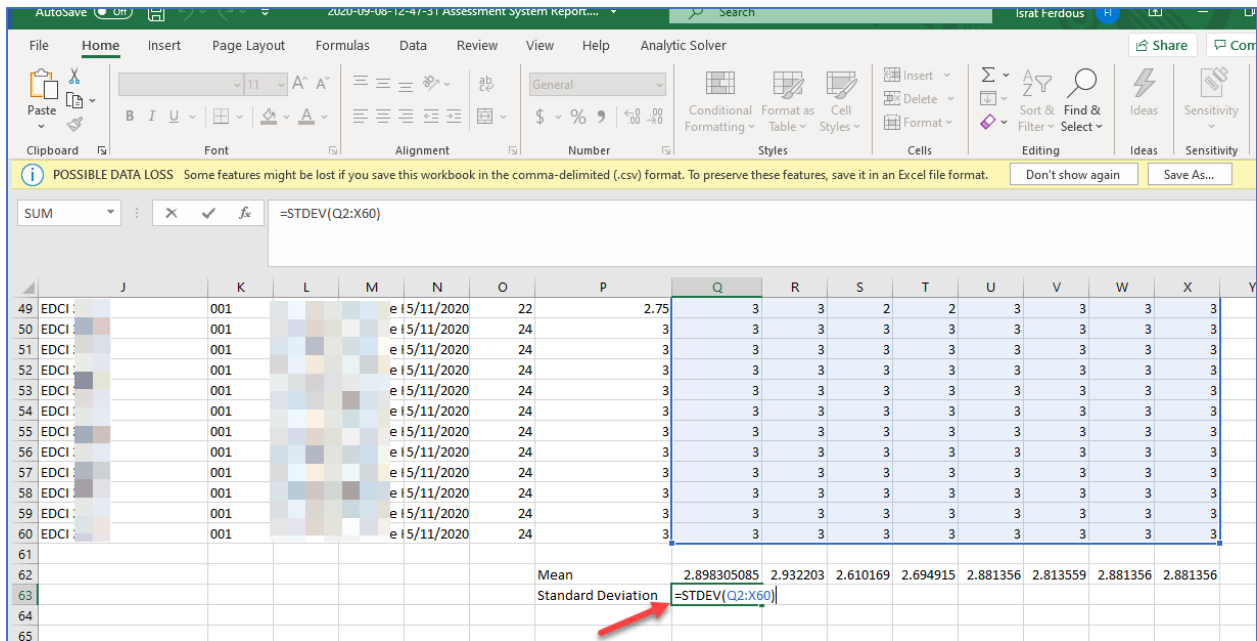 AutoSave Off 2020-09-08-12-47-31 Assessment System Report.... Search Israt Ferdous FI
File Home Insert Page Layout Formulas Data Review View Help Analytic Solver Share Com
Paste 11 A^ A˅ ab General Conditional Formatting Format as Table Cell Styles Insert Delete Format Σ Sort & Filter Find & Select Ideas Sensitivity
B I U A $ % 9 .00 .00
Clipboard Font Alignment Number Styles Cells Editing Ideas Sensitivity
POSSIBLE DATA LOSS Some features might be lost if you save this workbook in the comma-delimited (.csv) format. To preserve these features, save it in an Excel file format. Don't show again Save As...
SUM fx =STDEV(Q2:X60)
J K L M N O P Q R S T U V W X Y
49 EDCI 001 5/11/2020 22 2.75 3 3 2 2 3 3 3 3
50 EDCI 001 5/11/2020 24 3 3 3 3 3 3 3 3 3
51 EDCI 001 5/11/2020 24 3 3 3 3 3 3 3 3 3
52 EDCI 001 5/11/2020 24 3 3 3 3 3 3 3 3 3
53 EDCI 001 5/11/2020 24 3 3 3 3 3 3 3 3 3
54 EDCI 001 5/11/2020 24 3 3 3 3 3 3 3 3 3
55 EDCI 001 5/11/2020 24 3 3 3 3 3 3 3 3 3
56 EDCI 001 5/11/2020 24 3 3 3 3 3 3 3 3 3
57 EDCI 001 5/11/2020 24 3 3 3 3 3 3 3 3 3
58 EDCI 001 5/11/2020 24 3 3 3 3 3 3 3 3 3
59 EDCI 001 5/11/2020 24 3 3 3 3 3 3 3 3 3
60 EDCI 001 5/11/2020 24 3 3 3 3 3 3 3 3 3
61
62 Mean 2.898305085 2.932203 2.610169 2.694915 2.881356 2.813559 2.881356 2.881356
63 Standard Deviation =STDEV(Q2:X60)
64
65